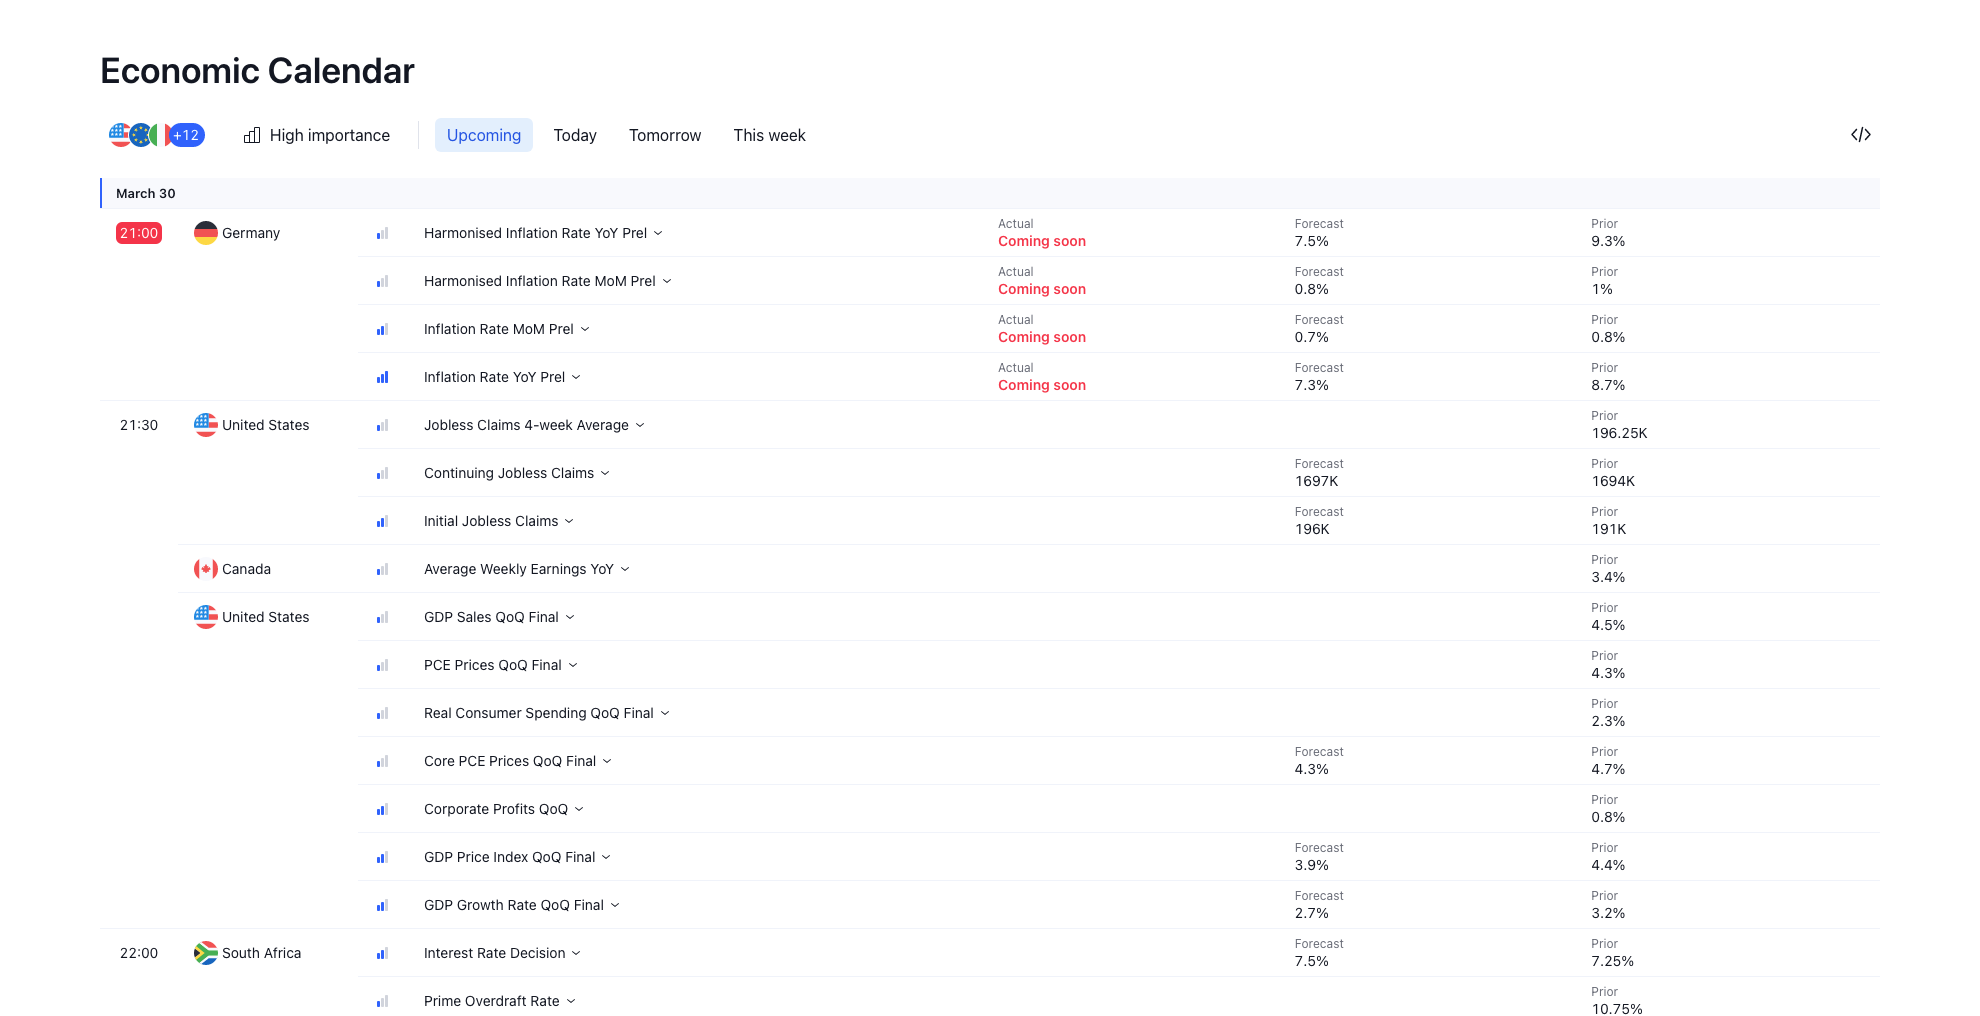 Economic Calendar
+12 High importance Upcoming Today Tomorrow This week </>
March 30
21:00 Germany Harmonised Inflation Rate YoY Prel Actual Coming soon Forecast 7.5% Prior 9.3%
Harmonised Inflation Rate MoM Prel Actual Coming soon Forecast 0.8% Prior 1%
Inflation Rate MoM Prel Actual Coming soon Forecast 0.7% Prior 0.8%
Inflation Rate YoY Prel Actual Coming soon Forecast 7.3% Prior 8.7%
21:30 United States Jobless Claims 4-week Average Prior 196.25K
Continuing Jobless Claims Forecast 1697K Prior 1694K
Initial Jobless Claims Forecast 196K Prior 191K
Canada Average Weekly Earnings YoY Prior 3.4%
United States GDP Sales QoQ Final Prior 4.5%
PCE Prices QoQ Final Prior 4.3%
Real Consumer Spending QoQ Final Prior 2.3%
Core PCE Prices QoQ Final Forecast 4.3% Prior 4.7%
Corporate Profits QoQ Prior 0.8%
GDP Price Index QoQ Final Forecast 3.9% Prior 4.4%
GDP Growth Rate QoQ Final Forecast 2.7% Prior 3.2%
22:00 South Africa Interest Rate Decision Forecast 7.5% Prior 7.25%
Prime Overdraft Rate Prior 10.75%